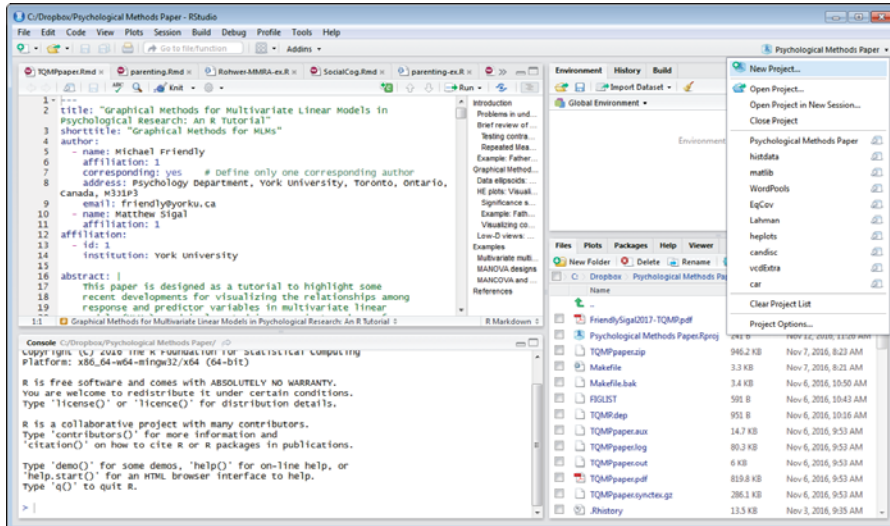 C:/Dropbox/Psychological Methods Paper - RStudio
File Edit Code View Plots Session Build Debug Profile Tools Help
Go to file/function Addins
Psychological Methods Paper
TQMPpaper.Rmd parenting.Rmd Rohwer-MMRA-ex.R SocialCog.Rmd parenting-ex.R
ABC Knit Run
1 ---
2 title: "Graphical Methods for Multivariate Linear Models in
Psychological Research: An R Tutorial"
3 shorttitle: "Graphical Methods for MLMs"
4 author:
5 - name: Michael Friendly
6 affiliation: 1
7 corresponding: yes # Define only one corresponding author
8 address: Psychology Department, York University, Toronto, Ontario,
Canada, M3J1P3
9 email: friendly@yorku.ca
10 - name: Matthew Sigal
11 affiliation: 1
12 affiliation:
13 - id: 1
14 institution: York University
15
16 abstract: |
17 This paper is designed as a tutorial to highlight some
18 recent developments for visualizing the relationships among
19 response and predictor variables in multivariate linear
1:1 Graphical Methods for Multivariate Linear Models in Psychological Research: An R Tutorial R Markdown
Introduction
Problems in und...
Brief review of ...
Testing contra...
Repeated Mea...
Example: Father...
Graphical Method...
Data ellipsoids: ...
HE plots: Visuali...
Significance s...
Example: Fath...
Visualizing co...
Low-D views: ...
Examples
Multivariate multi...
MANOVA designs
MANCOVA and ...
References
Console C:/Dropbox/Psychological Methods Paper/
Copyright (C) 2016 The R Foundation for Statistical Computing
Platform: x86_64-w64-mingw32/x64 (64-bit)
R is free software and comes with ABSOLUTELY NO WARRANTY.
You are welcome to redistribute it under certain conditions.
Type 'license()' or 'licence()' for distribution details.
R is a collaborative project with many contributors.
Type 'contributors()' for more information and
'citation()' on how to cite R or R packages in publications.
Type 'demo()' for some demos, 'help()' for on-line help, or
'help.start()' for an HTML browser interface to help.
Type 'q()' to quit R.
>
Environment History Build
Import Dataset
Global Environment
Environment
New Project...
Open Project...
Open Project in New Session...
Close Project
Psychological Methods Paper
histdata
matlib
WordPools
EqCov
Lahman
heplots
candisc
vcdExtra
car
Clear Project List
Project Options...
Files Plots Packages Help Viewer
New Folder Delete Rename
C: Dropbox Psychological Methods Pap
Name
..
FriendlySigal2017-TQMP.pdf
Psychological Methods Paper.Rproj 241 B Nov 12, 2016, 11:26 AM
TQMPpaper.zip 946.2 KB Nov 7, 2016, 8:23 AM
Makefile 3.3 KB Nov 7, 2016, 8:21 AM
Makefile.bak 3.4 KB Nov 6, 2016, 10:50 AM
FIGLIST 591 B Nov 6, 2016, 10:43 AM
TQMP.dep 951 B Nov 6, 2016, 10:16 AM
TQMPpaper.aux 14.7 KB Nov 6, 2016, 9:53 AM
TQMPpaper.log 80.3 KB Nov 6, 2016, 9:53 AM
TQMPpaper.out 6 KB Nov 6, 2016, 9:53 AM
TQMPpaper.pdf 819.8 KB Nov 6, 2016, 9:53 AM
TQMPpaper.synctex.gz 286.1 KB Nov 6, 2016, 9:53 AM
.Rhistory 13.5 KB Nov 3, 2016, 9:35 AM